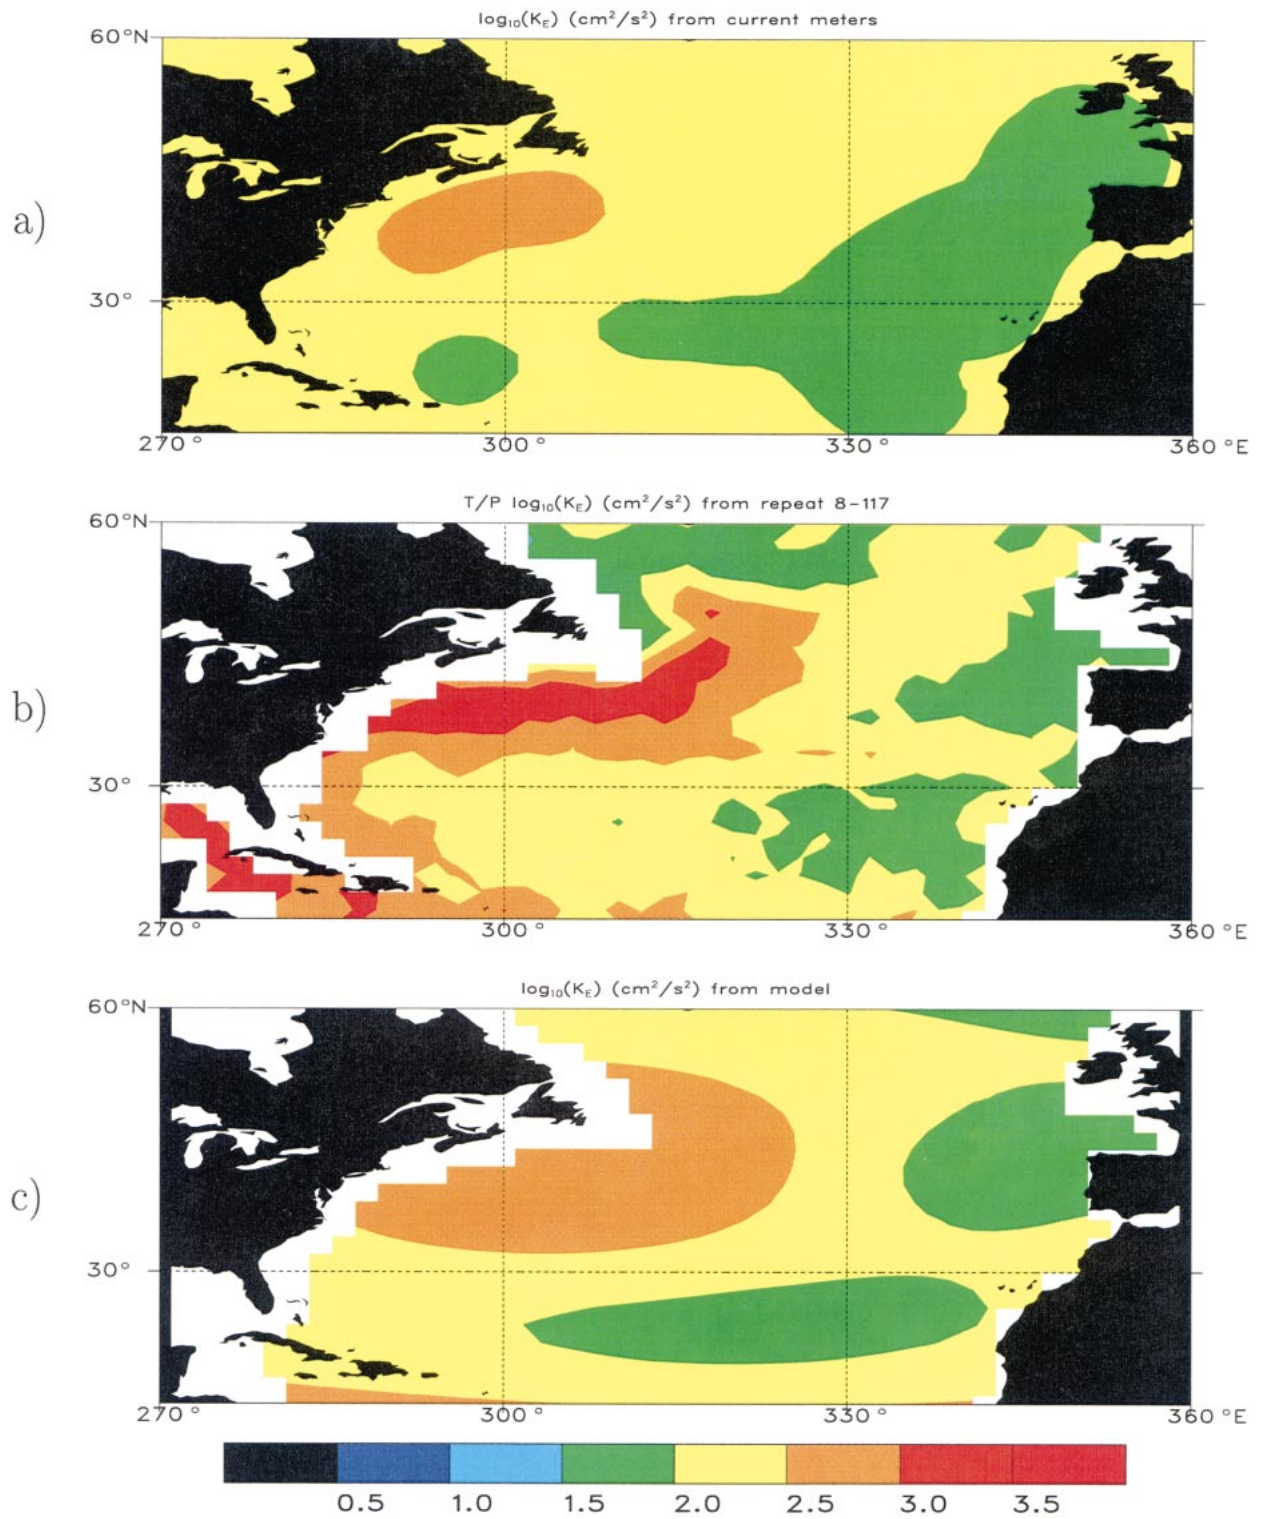 log₁₀(K_E) (cm²/s²) from current meters
60°N
a)
30°
270° 300° 330° 360°E
T/P log₁₀(K_E) (cm²/s²) from repeat 8-117
60°N
b)
30°
270° 300° 330° 360°E
log₁₀(K_E) (cm²/s²) from model
60°N
c)
30°
270° 300° 330° 360°E
0.5 1.0 1.5 2.0 2.5 3.0 3.5